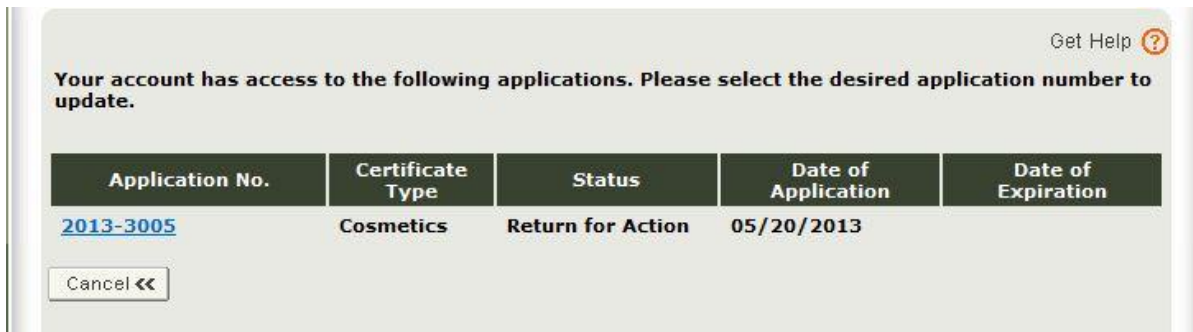 Get Help ?
Your account has access to the following applications. Please select the desired application number to
update.
Application No. Certificate Type Status Date of Application Date of Expiration
2013-3005 Cosmetics Return for Action 05/20/2013
Cancel <<